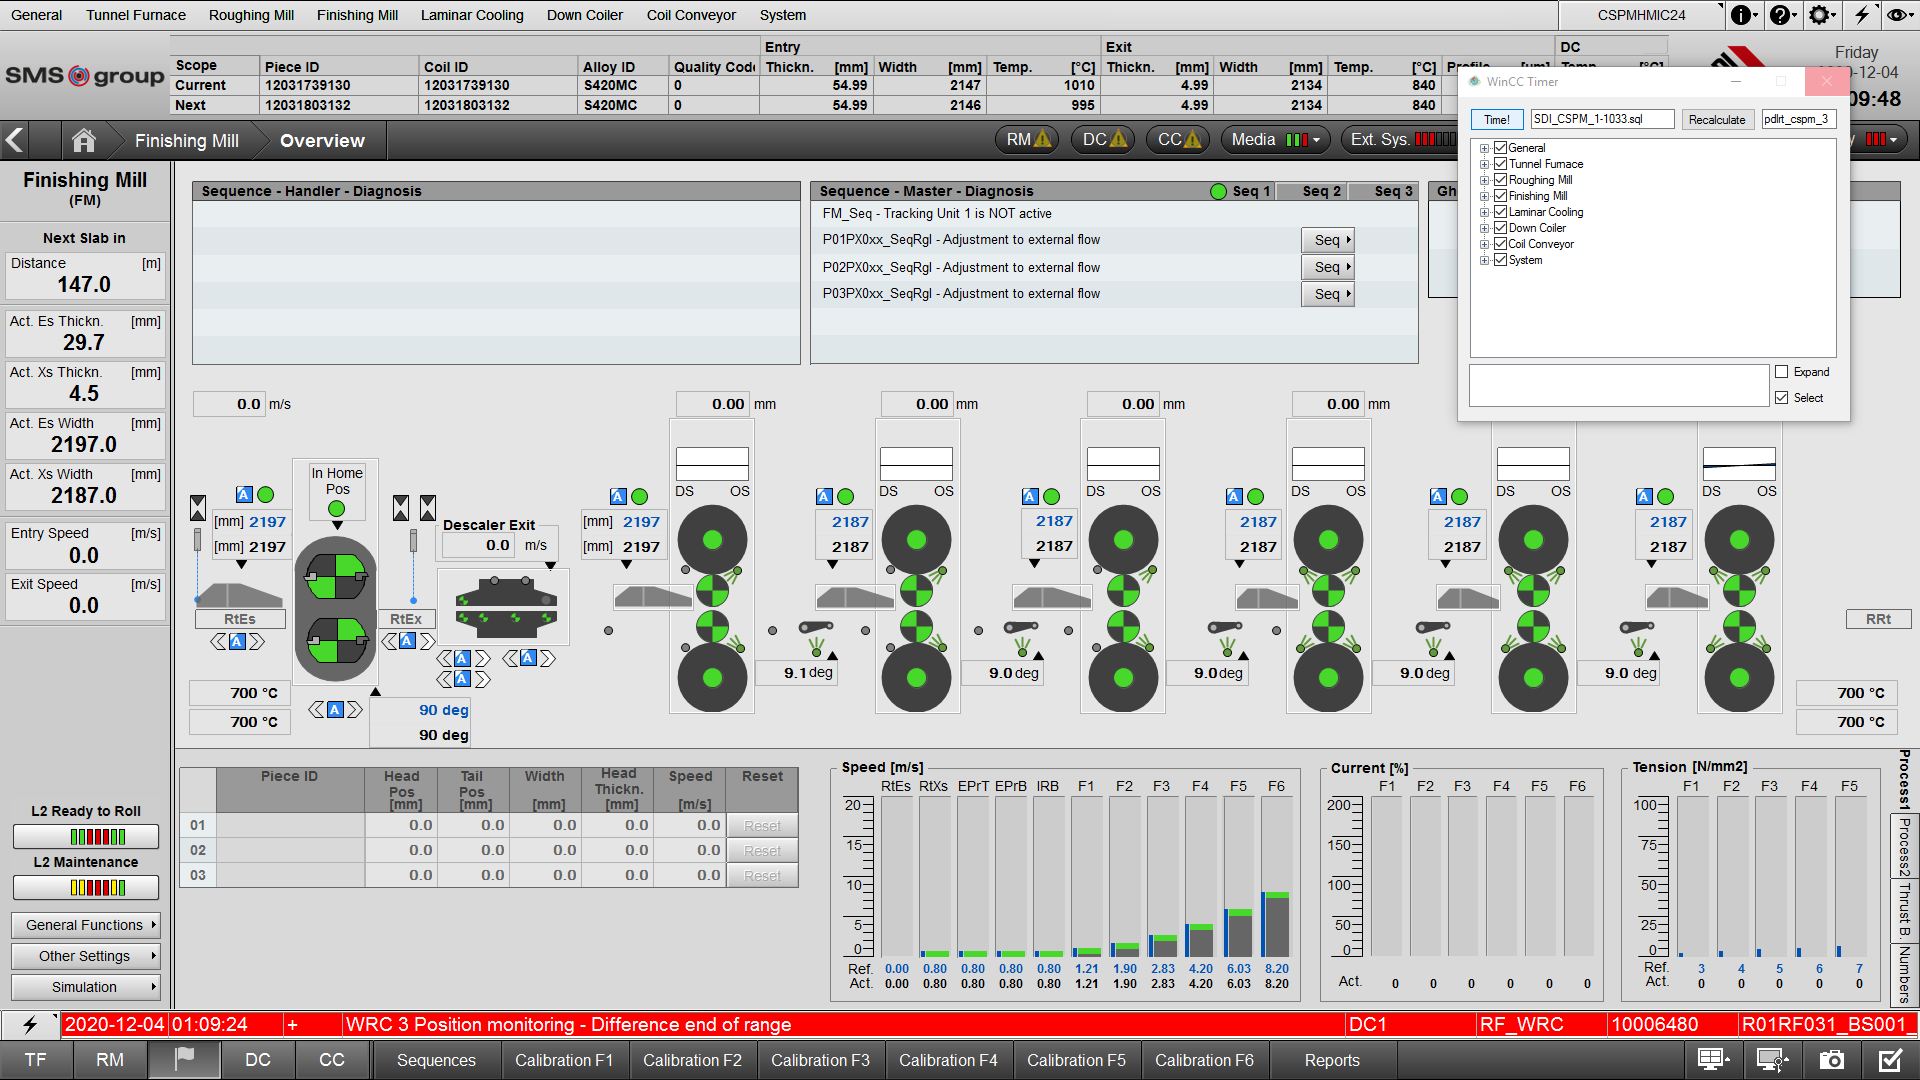 General Tunnel Furnace Roughing Mill Finishing Mill Laminar Cooling Down Coiler Coil Conveyor System CSPMHMIC24
SMS group
Entry Exit DC
Scope Piece ID Coil ID Alloy ID Quality Code Thickn. [mm] Width [mm] Temp. [°C] Thickn. [mm] Width [mm] Temp. [°C]
Current 12031739130 12031739130 S420MC 0 54.99 2147 1010 4.99 2134 840
Next 12031803132 12031803132 S420MC 0 54.99 2146 995 4.99 2134 840
Friday
-12-04
09:48
Finishing Mill Overview RM DC CC Media Ext. Sys.
WinCC Timer
Time! SDI_CSPM_1-1033.sql Recalculate pdlrt_cspm_3
General
Tunnel Furnace
Roughing Mill
Finishing Mill
Laminar Cooling
Down Coiler
Coil Conveyor
System
Expand
Select
Finishing Mill
(FM)
Next Slab in
Distance [m]
147.0
Act. Es Thickn. [mm]
29.7
Act. Xs Thickn. [mm]
4.5
Act. Es Width [mm]
2197.0
Act. Xs Width [mm]
2187.0
Entry Speed [m/s]
0.0
Exit Speed [m/s]
0.0
L2 Ready to Roll
L2 Maintenance
General Functions
Other Settings
Simulation
Sequence - Handler - Diagnosis
Sequence - Master - Diagnosis Seq 1 Seq 2 Seq 3
FM_Seq - Tracking Unit 1 is NOT active
P01PX0xx_SeqRgl - Adjustment to external flow Seq
P02PX0xx_SeqRgl - Adjustment to external flow Seq
P03PX0xx_SeqRgl - Adjustment to external flow Seq
Gh
0.0 m/s 0.00 mm 0.00 mm 0.00 mm 0.00 mm
In Home
Pos
DS OS DS OS DS OS DS OS DS OS DS OS
A A A A A A A
[mm] 2197 [mm] 2197 2187 2187 2187 2187 2187
[mm] 2197 [mm] 2197 2187 2187 2187 2187 2187
Descaler Exit
0.0 m/s
RtEs RtEx RRt
A A A A A A
9.1 deg 9.0 deg 9.0 deg 9.0 deg 9.0 deg
700 °C 700 °C
700 °C 700 °C
90 deg
90 deg
Piece ID Head Pos [mm] Tail Pos [mm] Width [mm] Head Thickn. [mm] Speed [m/s] Reset
01 0.0 0.0 0.0 0.0 0.0 Reset
02 0.0 0.0 0.0 0.0 0.0 Reset
03 0.0 0.0 0.0 0.0 0.0 Reset
Speed [m/s]
RtEs RtXs EPrT EPrB IRB F1 F2 F3 F4 F5 F6
20
15
10
5
0
Ref. 0.00 0.80 0.80 0.80 0.80 1.21 1.90 2.83 4.20 6.03 8.20
Act. 0.00 0.80 0.80 0.80 0.80 1.21 1.90 2.83 4.20 6.03 8.20
Current [%]
F1 F2 F3 F4 F5 F6
200
150
100
50
0
Act. 0 0 0 0 0 0
Tension [N/mm2]
F1 F2 F3 F4 F5
100
75
50
25
0
Ref. 3 4 5 6 7
Act. 0 0 0 0 0
Process1
Process2
Thrust B.
Numbers
2020-12-04 01:09:24 + WRC 3 Position monitoring - Difference end of range DC1 RF_WRC 10006480 R01RF031_BS001_
TF RM DC CC Sequences Calibration F1 Calibration F2 Calibration F3 Calibration F4 Calibration F5 Calibration F6 Reports